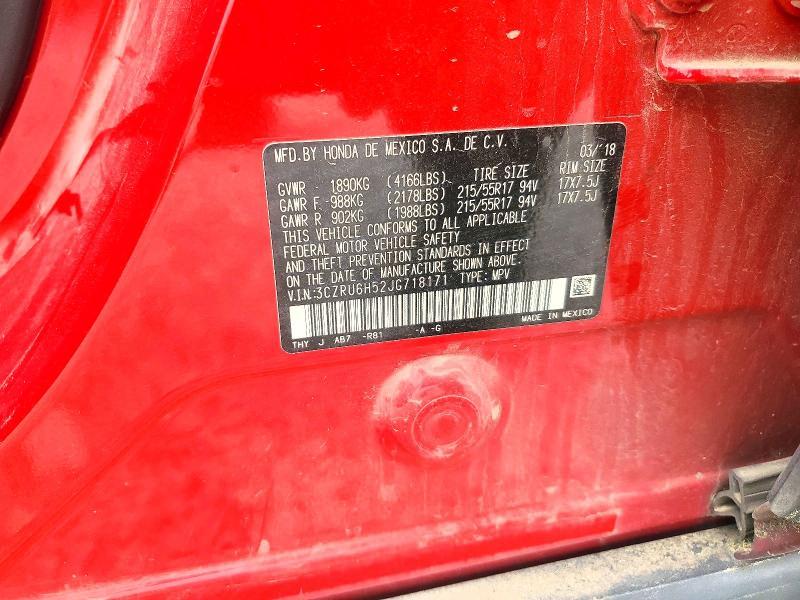 MFD. BY HONDA DE MEXICO S.A. DE C.V. 03/'18
GVWR - 1890KG (4166LBS) TIRE SIZE RIM SIZE
GAWR F - 988KG (2178LBS) 215/55R17 94V 17X7.5J
GAWR R - 902KG (1988LBS) 215/55R17 94V 17X7.5J
THIS VEHICLE CONFORMS TO ALL APPLICABLE
FEDERAL MOTOR VEHICLE SAFETY
AND THEFT PREVENTION STANDARDS IN EFFECT
ON THE DATE OF MANUFACTURE SHOWN ABOVE.
V.I.N:3CZRU6H52JG718171 TYPE: MPV
MADE IN MEXICO
THY J AB7 -R81 -A -G